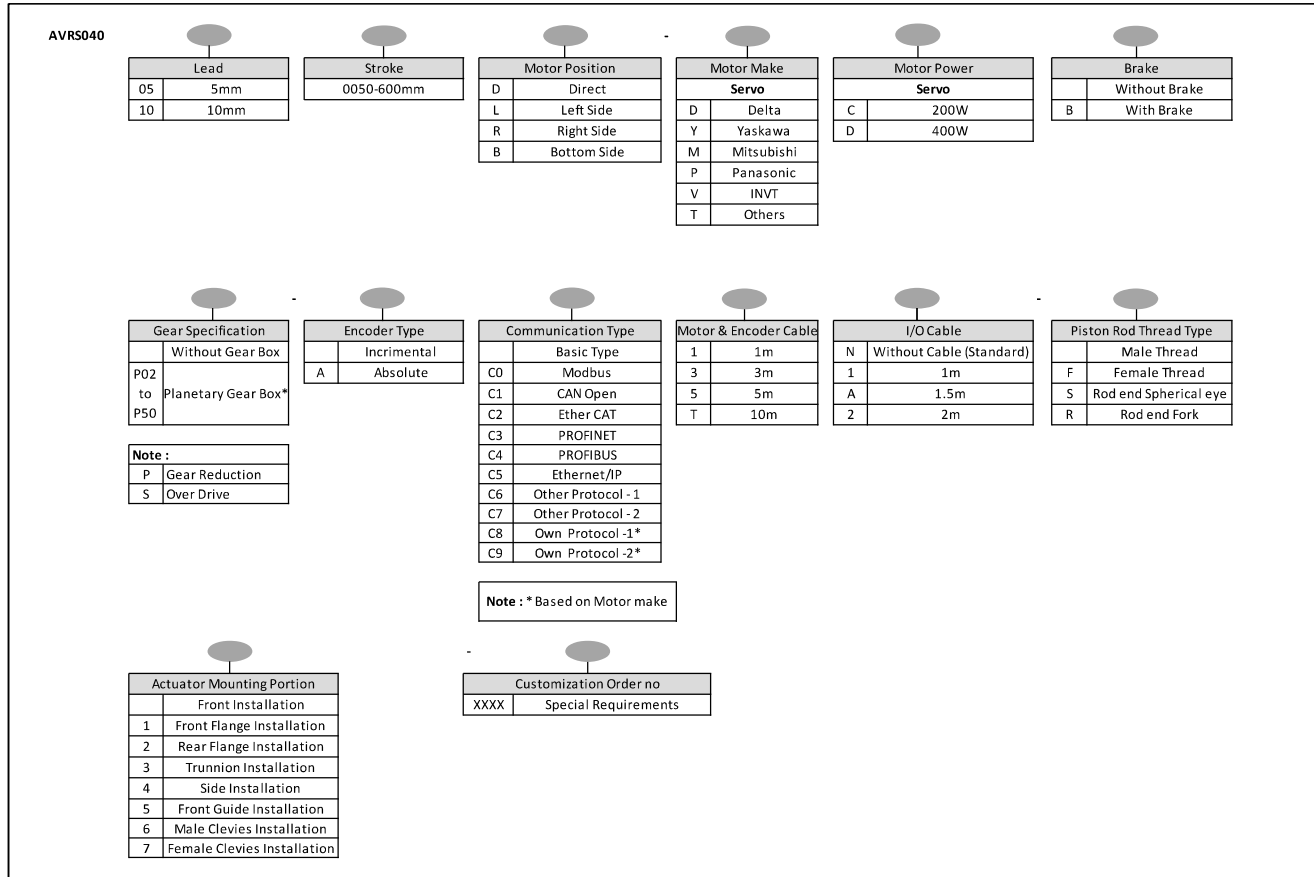 AVRS040
-
Lead
05 5mm
10 10mm
Stroke
0050-600mm
Motor Position
D Direct
L Left Side
R Right Side
B Bottom Side
Motor Make
Servo
D Delta
Y Yaskawa
M Mitsubishi
P Panasonic
V INVT
T Others
Motor Power
Servo
C 200W
D 400W
Brake
Without Brake
B With Brake
-
-
Gear Specification
Without Gear Box
P02
to Planetary Gear Box*
P50
Note :
P Gear Reduction
S Over Drive
Encoder Type
Incrimental
A Absolute
Communication Type
Basic Type
C0 Modbus
C1 CAN Open
C2 Ether CAT
C3 PROFINET
C4 PROFIBUS
C5 Ethernet/IP
C6 Other Protocol - 1
C7 Other Protocol - 2
C8 Own Protocol -1*
C9 Own Protocol -2*
Note : * Based on Motor make
Motor & Encoder Cable
1 1m
3 3m
5 5m
T 10m
I/O Cable
N Without Cable (Standard)
1 1m
A 1.5m
2 2m
Piston Rod Thread Type
Male Thread
F Female Thread
S Rod end Spherical eye
R Rod end Fork
-
Actuator Mounting Portion
Front Installation
1 Front Flange Installation
2 Rear Flange Installation
3 Trunnion Installation
4 Side Installation
5 Front Guide Installation
6 Male Clevies Installation
7 Female Clevies Installation
Customization Order no
XXXX Special Requirements